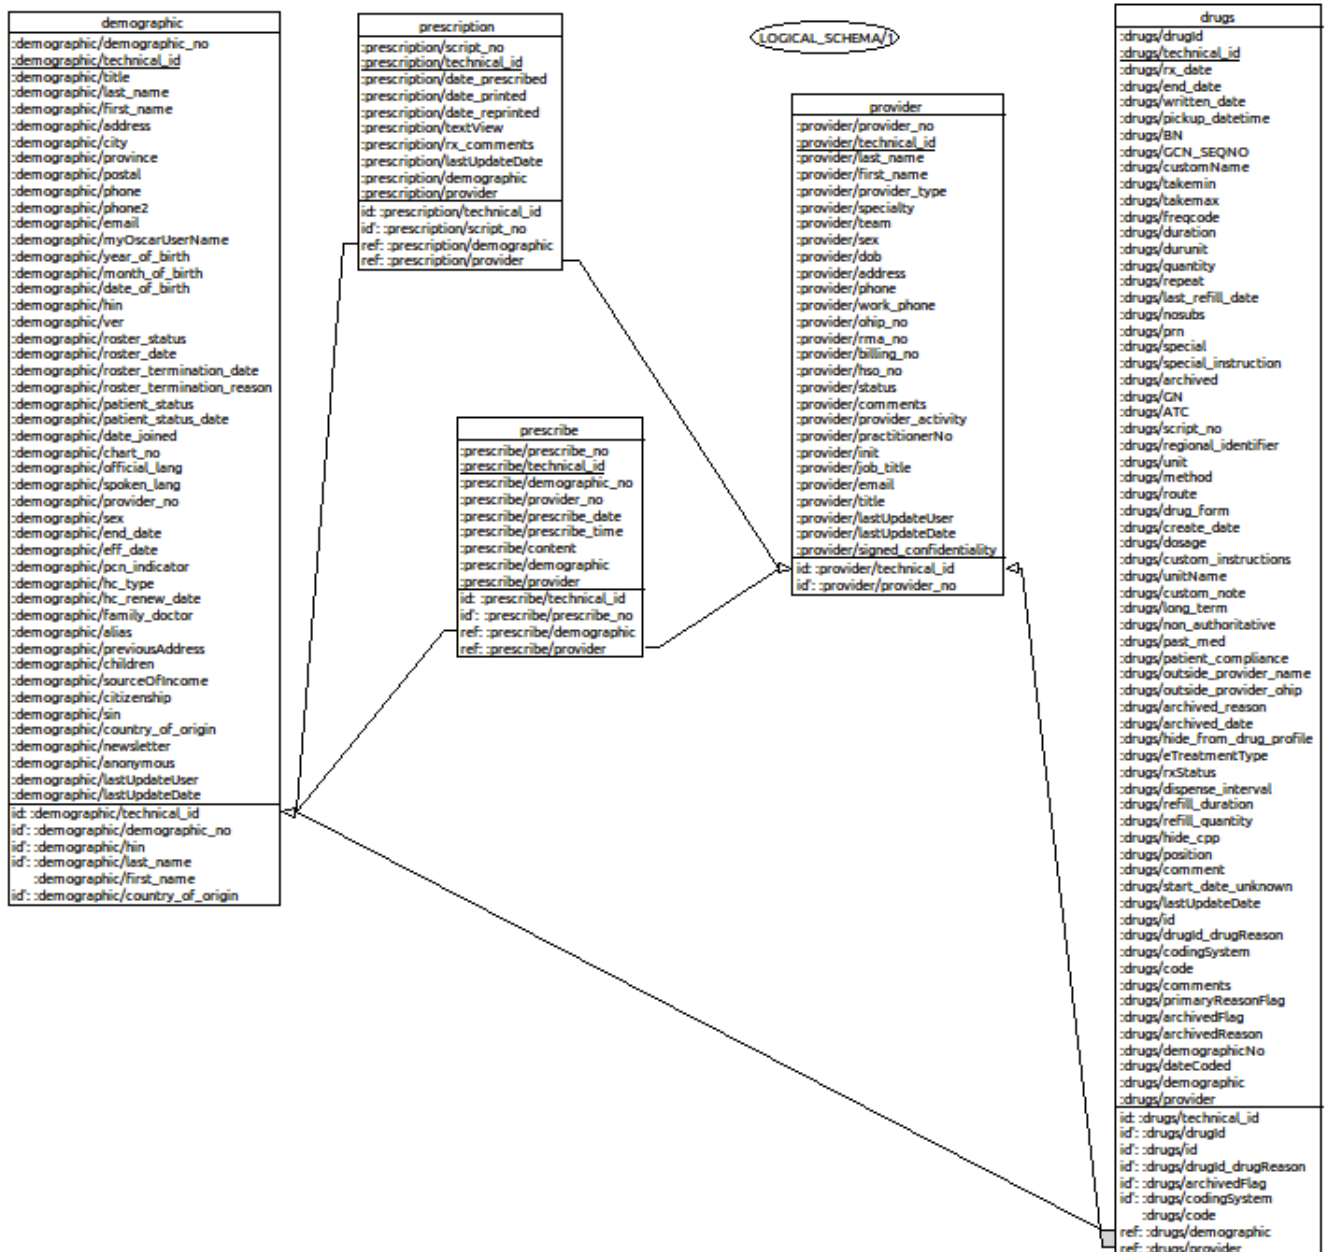 demographic
:demographic/demographic_no
:demographic/technical_id
:demographic/title
:demographic/last_name
:demographic/first_name
:demographic/address
:demographic/city
:demographic/province
:demographic/postal
:demographic/phone
:demographic/phone2
:demographic/email
:demographic/myOscarUserName
:demographic/year_of_birth
:demographic/month_of_birth
:demographic/date_of_birth
:demographic/hin
:demographic/ver
:demographic/roster_status
:demographic/roster_date
:demographic/roster_termination_date
:demographic/roster_termination_reason
:demographic/patient_status
:demographic/patient_status_date
:demographic/date_joined
:demographic/chart_no
:demographic/official_lang
:demographic/spoken_lang
:demographic/provider_no
:demographic/sex
:demographic/end_date
:demographic/eff_date
:demographic/pcn_indicator
:demographic/hc_type
:demographic/hc_renew_date
:demographic/family_doctor
:demographic/alias
:demographic/previousAddress
:demographic/children
:demographic/sourceOfIncome
:demographic/citizenship
:demographic/sin
:demographic/country_of_origin
:demographic/newsletter
:demographic/anonymous
:demographic/lastUpdateUser
:demographic/lastUpdateDate
id: :demographic/technical_id
id': :demographic/demographic_no
id': :demographic/hin
id': :demographic/last_name
:demographic/first_name
id': :demographic/country_of_origin
prescription
:prescription/script_no
:prescription/technical_id
:prescription/date_prescribed
:prescription/date_printed
:prescription/date_reprinted
:prescription/textView
:prescription/rx_comments
:prescription/lastUpdateDate
:prescription/demographic
:prescription/provider
id: :prescription/technical_id
id': :prescription/script_no
ref: :prescription/demographic
ref: :prescription/provider
prescribe
:prescribe/prescribe_no
:prescribe/technical_id
:prescribe/demographic_no
:prescribe/provider_no
:prescribe/prescribe_date
:prescribe/prescribe_time
:prescribe/content
:prescribe/demographic
:prescribe/provider
id: :prescribe/technical_id
id': :prescribe/prescribe_no
ref: :prescribe/demographic
ref: :prescribe/provider
LOGICAL_SCHEMA/1
provider
:provider/provider_no
:provider/technical_id
:provider/last_name
:provider/first_name
:provider/provider_type
:provider/specialty
:provider/team
:provider/sex
:provider/dob
:provider/address
:provider/phone
:provider/work_phone
:provider/ohip_no
:provider/rma_no
:provider/billing_no
:provider/hso_no
:provider/status
:provider/comments
:provider/provider_activity
:provider/practitionerNo
:provider/init
:provider/job_title
:provider/email
:provider/title
:provider/lastUpdateUser
:provider/lastUpdateDate
:provider/signed_confidentiality
id: :provider/technical_id
id': :provider/provider_no
drugs
:drugs/drugId
:drugs/technical_id
:drugs/rx_date
:drugs/end_date
:drugs/written_date
:drugs/pickup_datetime
:drugs/BN
:drugs/GCN_SEQNO
:drugs/customName
:drugs/takemin
:drugs/takemax
:drugs/freqcode
:drugs/duration
:drugs/durunit
:drugs/quantity
:drugs/repeat
:drugs/last_refill_date
:drugs/nosubs
:drugs/prn
:drugs/special
:drugs/special_instruction
:drugs/archived
:drugs/GN
:drugs/ATC
:drugs/script_no
:drugs/regional_identifier
:drugs/unit
:drugs/method
:drugs/route
:drugs/drug_form
:drugs/create_date
:drugs/dosage
:drugs/custom_instructions
:drugs/unitName
:drugs/custom_note
:drugs/long_term
:drugs/non_authoritative
:drugs/past_med
:drugs/patient_compliance
:drugs/outside_provider_name
:drugs/outside_provider_ohip
:drugs/archived_reason
:drugs/archived_date
:drugs/hide_from_drug_profile
:drugs/eTreatmentType
:drugs/rxStatus
:drugs/dispense_interval
:drugs/refill_duration
:drugs/refill_quantity
:drugs/hide_cpp
:drugs/position
:drugs/comment
:drugs/start_date_unknown
:drugs/lastUpdateDate
:drugs/id
:drugs/drugId_drugReason
:drugs/codingSystem
:drugs/code
:drugs/comments
:drugs/primaryReasonFlag
:drugs/archivedFlag
:drugs/archivedReason
:drugs/demographicNo
:drugs/dateCoded
:drugs/demographic
:drugs/provider
id: :drugs/technical_id
id': :drugs/drugId
id': :drugs/id
id': :drugs/drugId_drugReason
id': :drugs/archivedFlag
id': :drugs/codingSystem
:drugs/code
ref: :drugs/demographic
ref: :drugs/provider